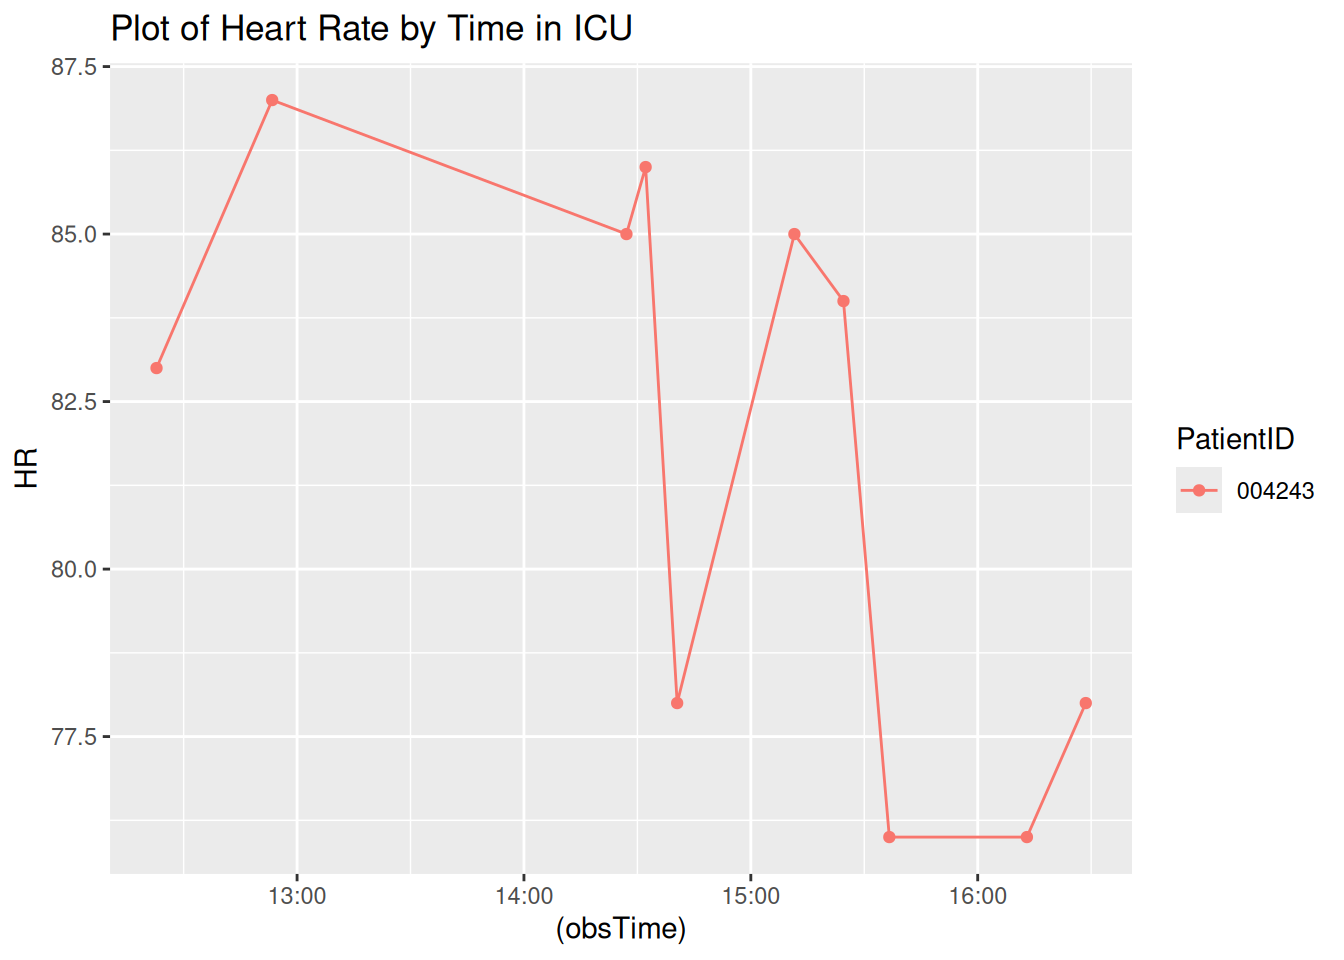 Plot of Heart Rate by Time in ICU
87.5
85.0
82.5
80.0
77.5
HR
13:00 14:00 15:00 16:00
(obsTime)
PatientID
004243